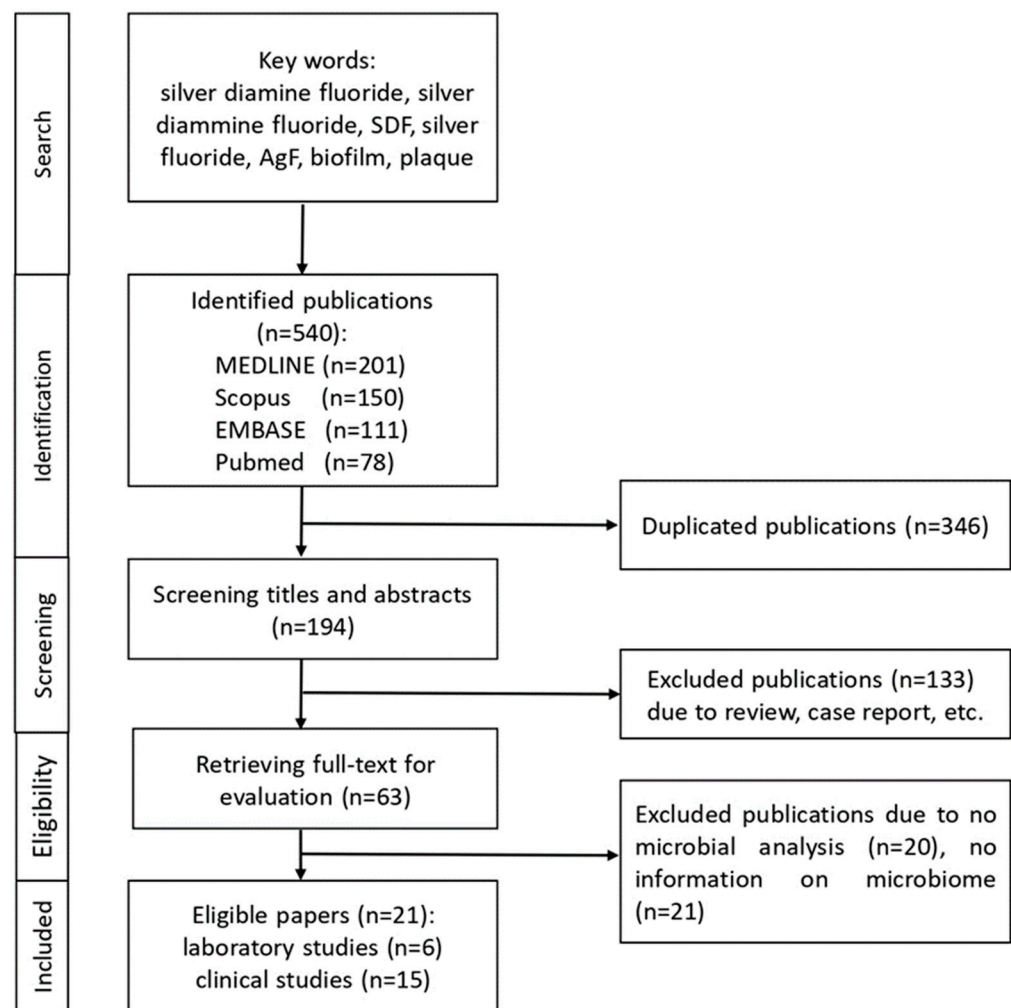 Search
Key words:
silver diamine fluoride, silver
diammine fluoride, SDF, silver
fluoride, AgF, biofilm, plaque
Identification
Identified publications
(n=540):
MEDLINE (n=201)
Scopus (n=150)
EMBASE (n=111)
Pubmed (n=78)
Duplicated publications (n=346)
Screening
Screening titles and abstracts
(n=194)
Excluded publications (n=133)
due to review, case report, etc.
Eligibility
Retrieving full-text for
evaluation (n=63)
Excluded publications due to no
microbial analysis (n=20), no
information on microbiome
(n=21)
Included
Eligible papers (n=21):
laboratory studies (n=6)
clinical studies (n=15)